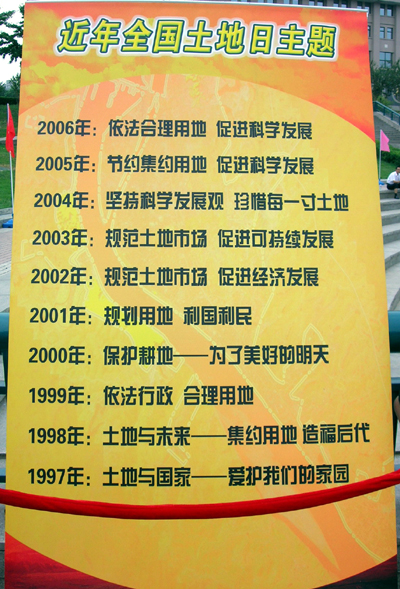 近年全国土地日主题
2006年：依法合理用地 促进科学发展
2005年：节约集约用地 促进科学发展
2004年：坚持科学发展观 珍惜每一寸土地
2003年：规范土地市场 促进可持续发展
2002年：规范土地市场 促进经济发展
2001年：规划用地 利国利民
2000年：保护耕地——为了美好的明天
1999年：依法行政 合理用地
1998年：土地与未来——集约用地 造福后代
1997年：土地与国家——爱护我们的家园